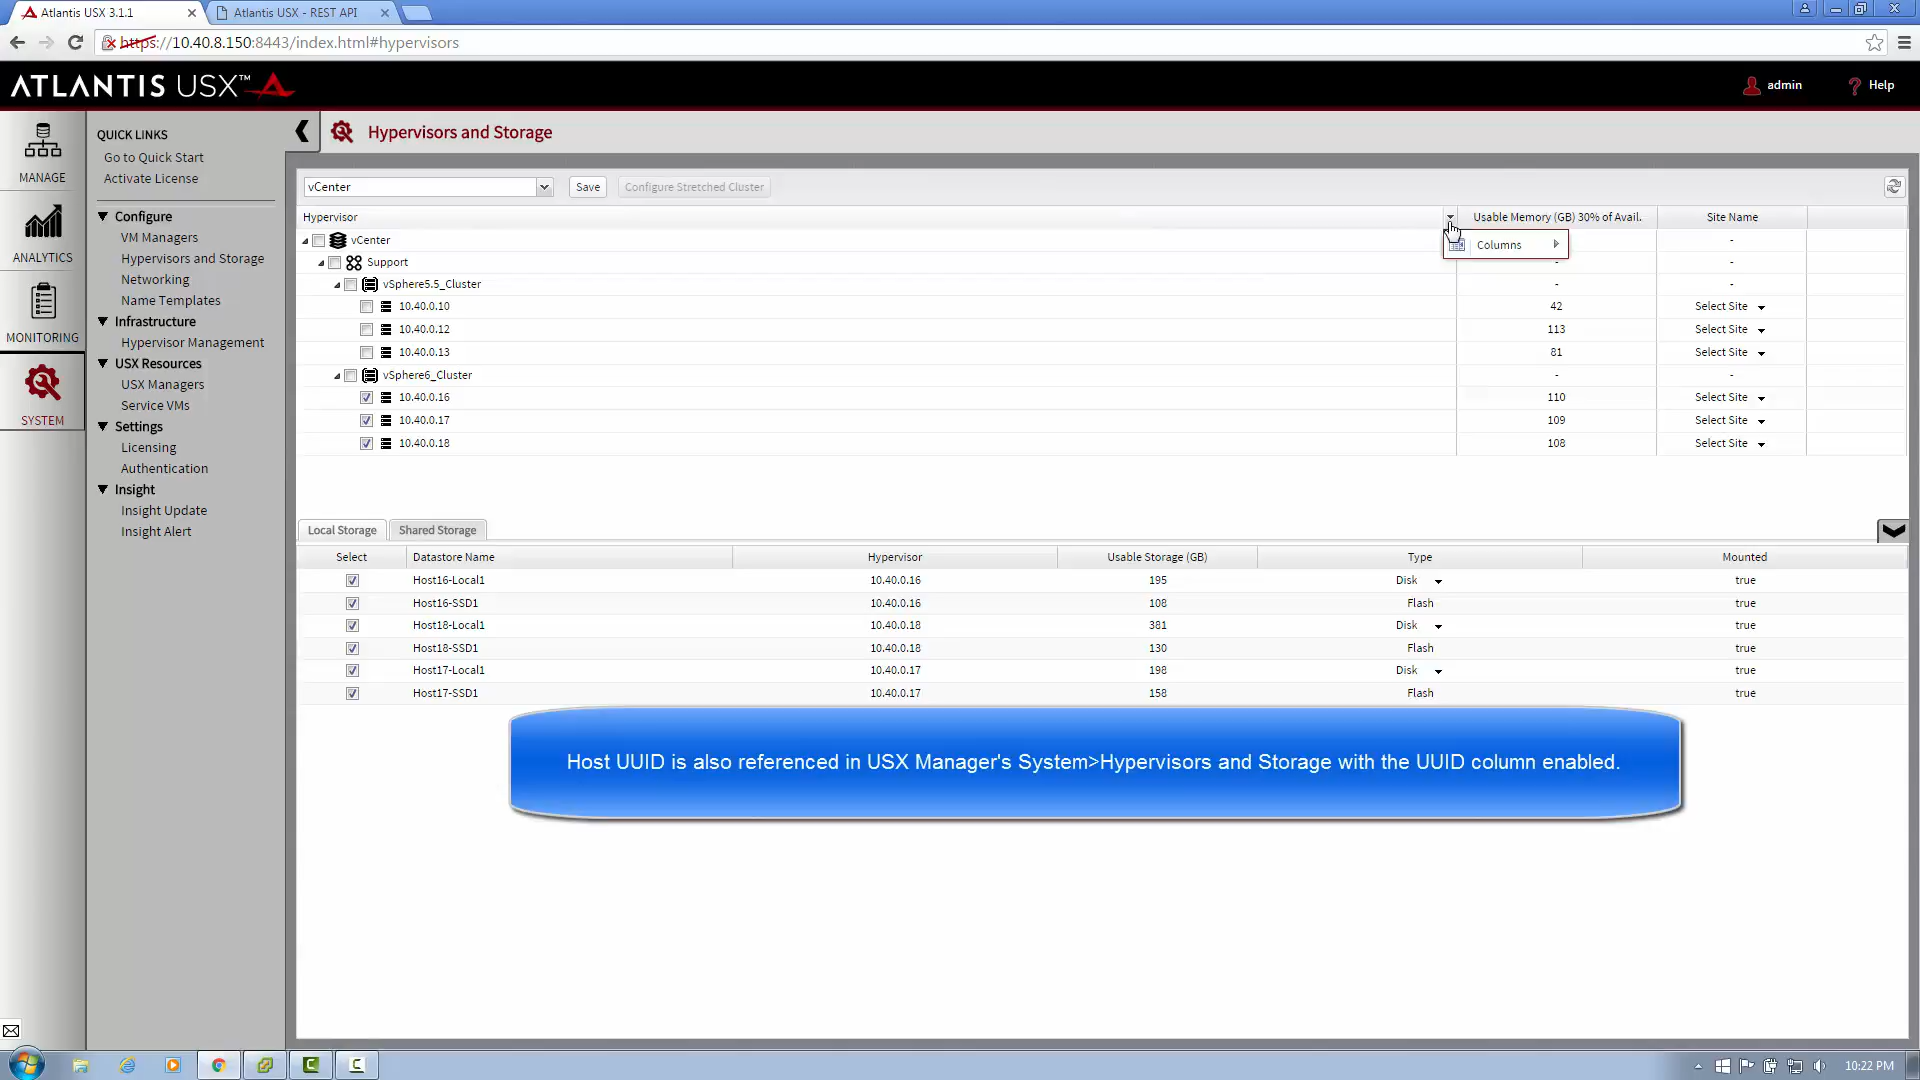 Atlantis USX 3.1.1
Atlantis USX - REST API
https://10.40.8.150:8443/index.html#hypervisors
ATLANTIS USX™
admin
Help
MANAGE
ANALYTICS
MONITORING
SYSTEM
QUICK LINKS
Go to Quick Start
Activate License
Configure
VM Managers
Hypervisors and Storage
Networking
Name Templates
Infrastructure
Hypervisor Management
USX Resources
USX Managers
Service VMs
Settings
Licensing
Authentication
Insight
Insight Update
Insight Alert
Hypervisors and Storage
vCenter Save Configure Stretched Cluster
Hypervisor Usable Memory (GB) 30% of Avail. Site Name
Columns
vCenter -
Support - -
vSphere5.5_Cluster - -
10.40.0.10 42 Select Site
10.40.0.12 113 Select Site
10.40.0.13 81 Select Site
vSphere6_Cluster - -
10.40.0.16 110 Select Site
10.40.0.17 109 Select Site
10.40.0.18 108 Select Site
Local Storage Shared Storage
Select Datastore Name Hypervisor Usable Storage (GB) Type Mounted
Host16-Local1 10.40.0.16 195 Disk true
Host16-SSD1 10.40.0.16 108 Flash true
Host18-Local1 10.40.0.18 381 Disk true
Host18-SSD1 10.40.0.18 130 Flash true
Host17-Local1 10.40.0.17 198 Disk true
Host17-SSD1 10.40.0.17 158 Flash true
Host UUID is also referenced in USX Manager's System>Hypervisors and Storage with the UUID column enabled.
10:22 PM